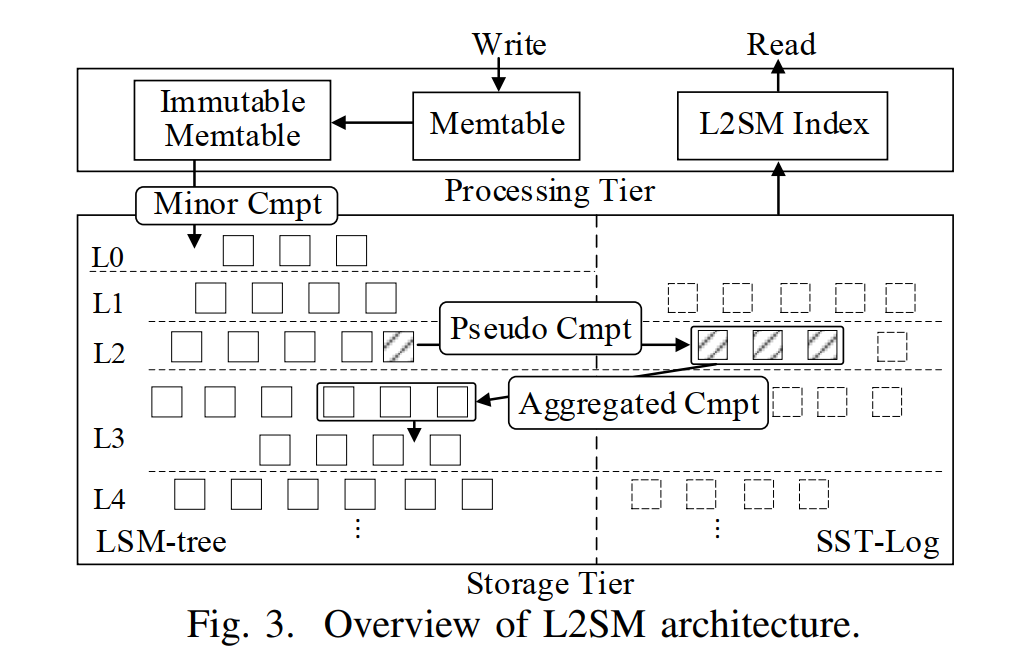 Write
Read
Immutable
Memtable
Memtable
L2SM Index
Processing Tier
Minor Cmpt
L0
L1
Pseudo Cmpt
L2
Aggregated Cmpt
L3
L4
⋮
⋮
LSM-tree
SST-Log
Storage Tier
Fig. 3. Overview of L2SM architecture.